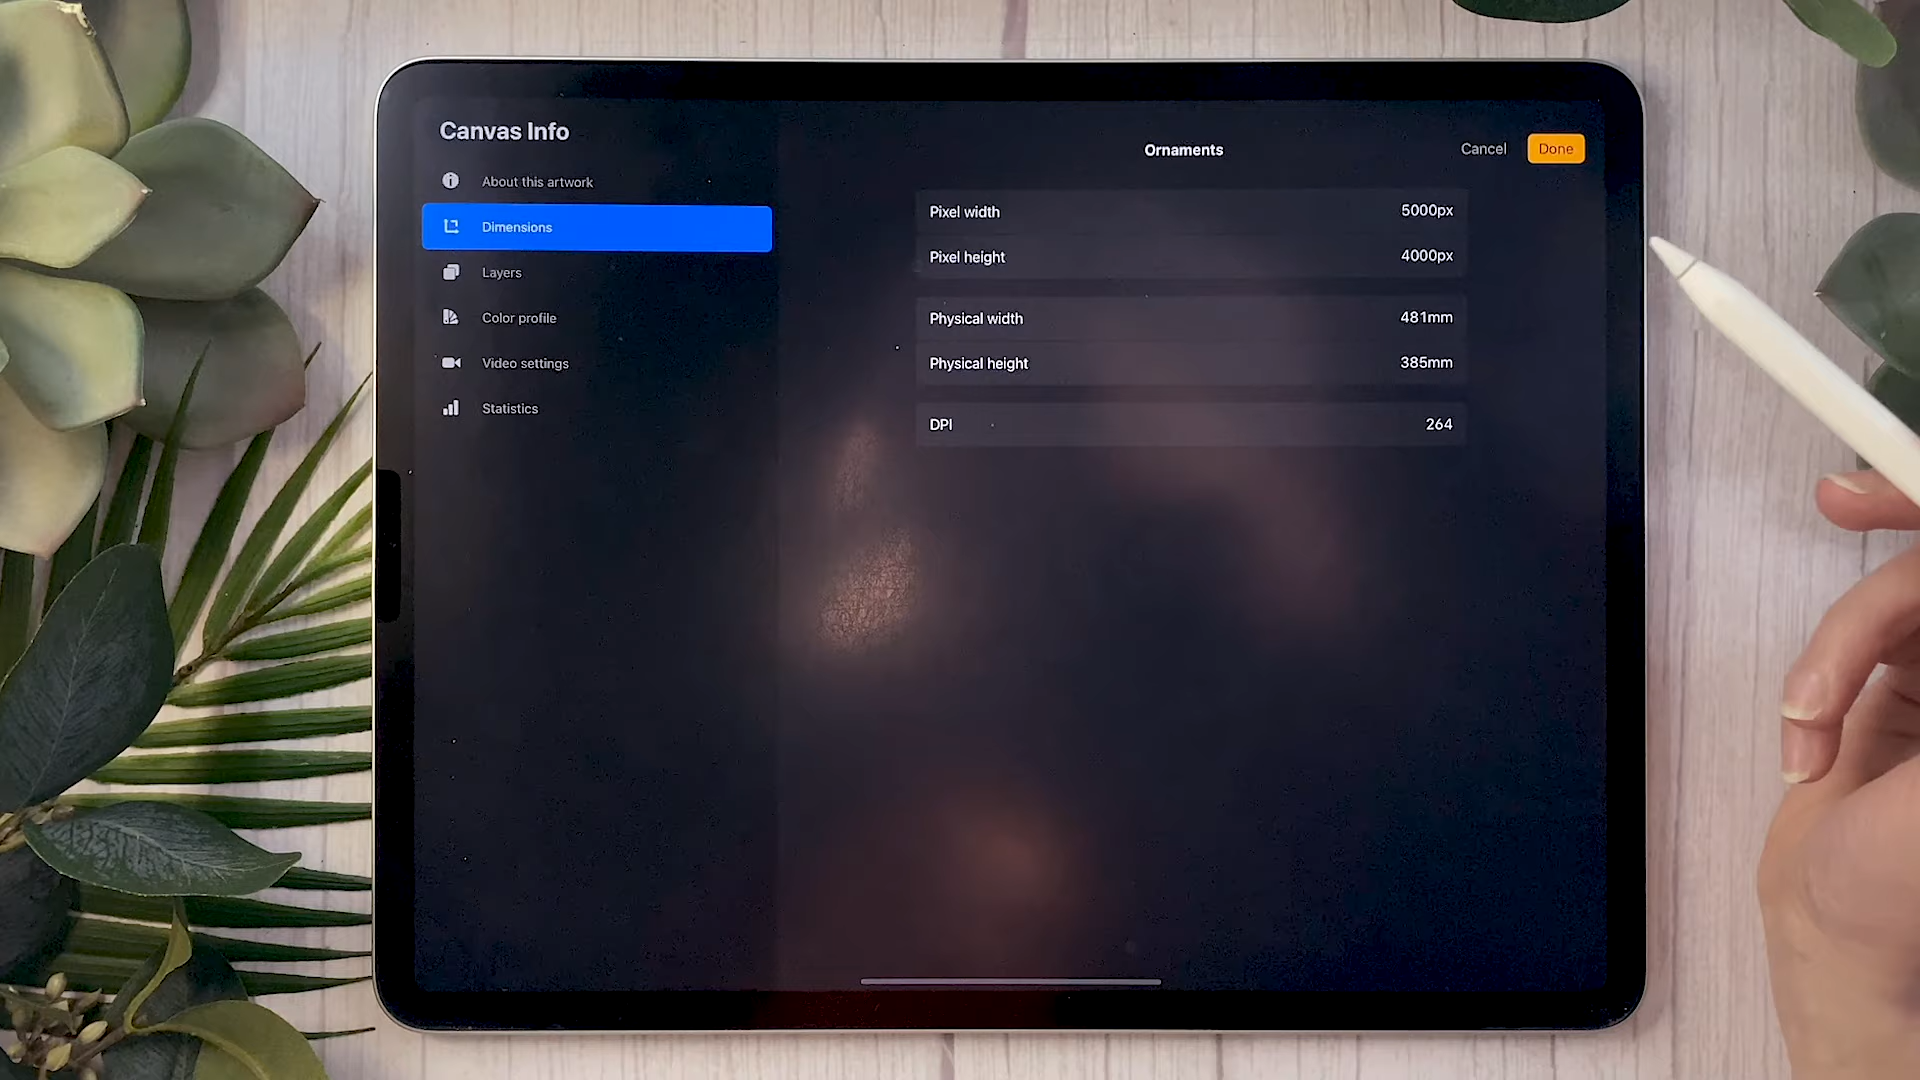 Canvas Info
About this artwork
Dimensions
Layers
Color profile
Video settings
Statistics
Ornaments
Cancel
Done
Pixel width 5000px
Pixel height 4000px
Physical width 481mm
Physical height 385mm
DPI 264